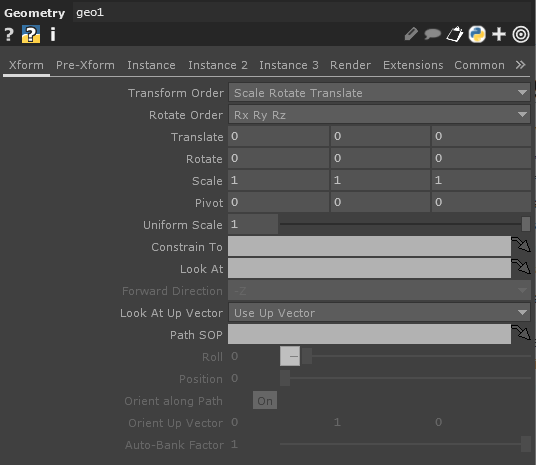 Geometry geo1
? ? i
Xform Pre-Xform Instance Instance 2 Instance 3 Render Extensions Common »
Transform Order Scale Rotate Translate
Rotate Order Rx Ry Rz
Translate 0 0 0
Rotate 0 0 0
Scale 1 1 1
Pivot 0 0 0
Uniform Scale 1
Constrain To
Look At
Forward Direction -Z
Look At Up Vector Use Up Vector
Path SOP
Roll 0
Position 0
Orient along Path On
Orient Up Vector 0 1 0
Auto-Bank Factor 1